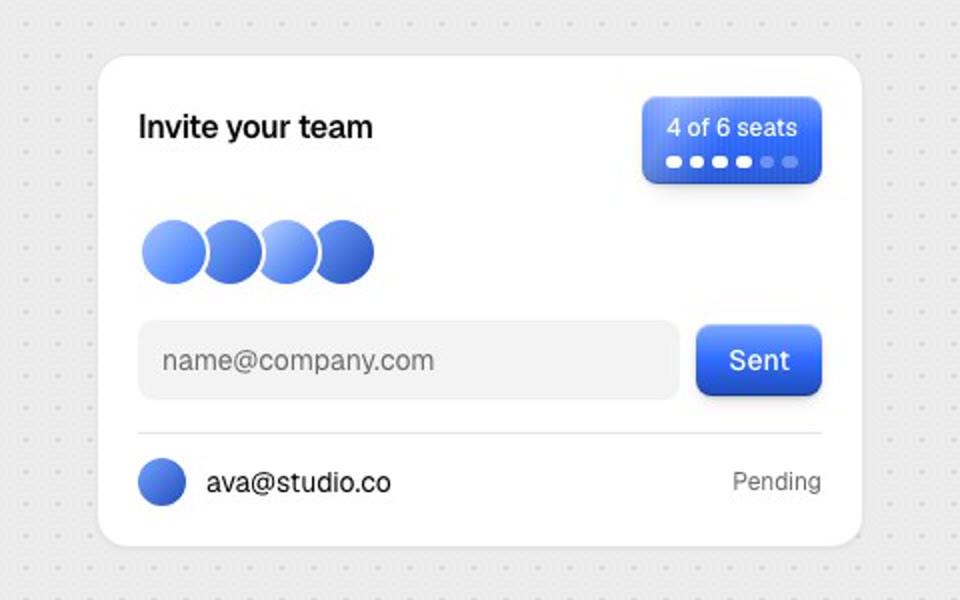 Invite your team
4 of 6 seats
name@company.com
Sent
ava@studio.co
Pending